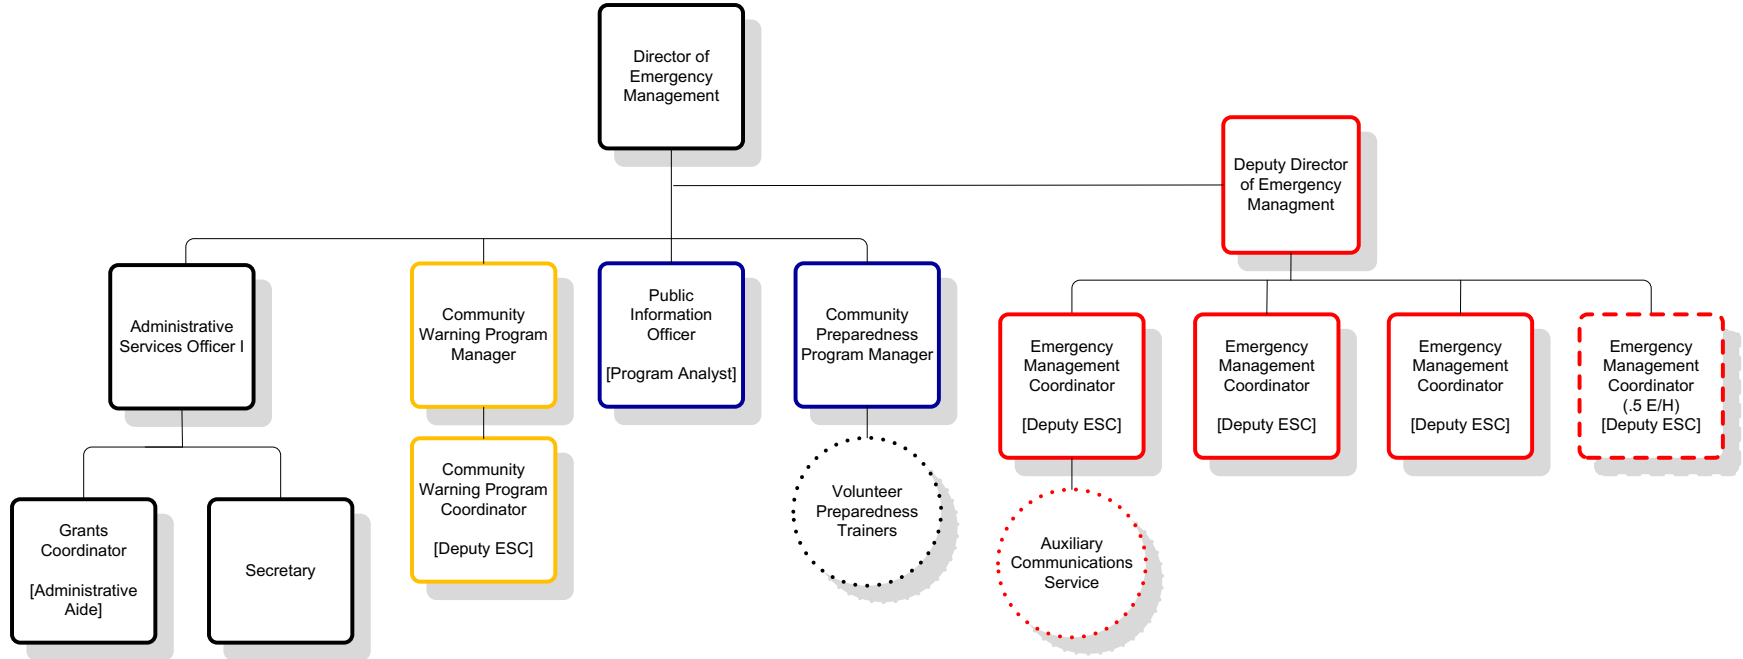 Director of
Emergency
Management
Deputy Director
of Emergency
Managment
Administrative
Services Officer I
Community
Warning Program
Manager
Public
Information
Officer
[Program Analyst]
Community
Preparedness
Program Manager
Emergency
Management
Coordinator
[Deputy ESC]
Emergency
Management
Coordinator
[Deputy ESC]
Emergency
Management
Coordinator
[Deputy ESC]
Emergency
Management
Coordinator
(.5 E/H)
[Deputy ESC]
Grants
Coordinator
[Administrative
Aide]
Secretary
Community
Warning Program
Coordinator
[Deputy ESC]
Volunteer
Preparedness
Trainers
Auxiliary
Communications
Service